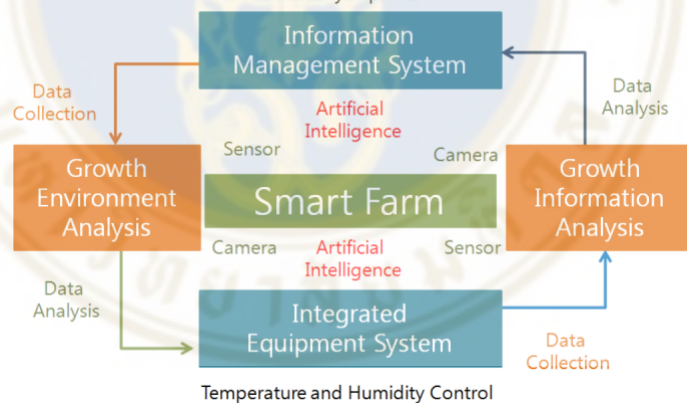 Information
Management System
Data
Collection
Data
Analysis
Artificial
Intelligence
Sensor
Camera
Growth
Environment
Analysis
Smart Farm
Growth
Information
Analysis
Camera
Artificial
Intelligence
Sensor
Data
Analysis
Integrated
Equipment System
Data
Collection
Temperature and Humidity Control